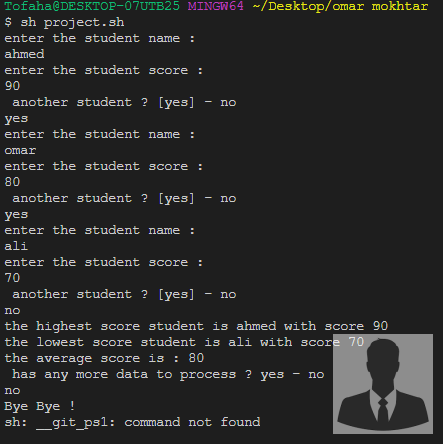 Tofaha@DESKTOP-07UTB25 MINGW64 ~/Desktop/omar mokhtar
$ sh project.sh
enter the student name :
ahmed
enter the student score :
90
 another student ? [yes] - no
yes
enter the student name :
omar
enter the student score :
80
 another student ? [yes] - no
yes
enter the student name :
ali
enter the student score :
70
 another student ? [yes] - no
no
the highest score student is ahmed with score 90
the lowest score student is ali with score 70
the average score is : 80
 has any more data to process ? yes - no
no
Bye Bye !
sh: __git_ps1: command not found